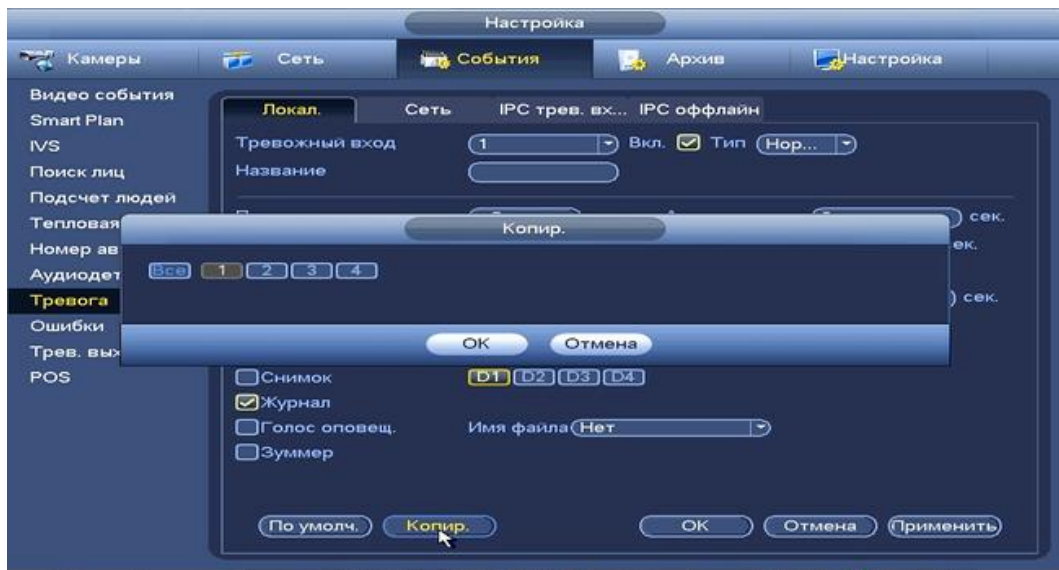 Настройка
Камеры Сеть События Архив Настройка
Видео события
Smart Plan
IVS
Поиск лиц
Подсчет людей
Тепловая
Номер ав
Аудиодет
Тревога
Ошибки
Трев. вых
POS
Локал. Сеть IPC трев. вх... IPC оффлайн
Тревожный вход 1 Вкл. Тип Нор...
Название
сек.
ек.
сек.
Копир.
Все 1 2 3 4
OK Отмена
Снимок D1 D2 D3 D4
Журнал
Голос оповещ. Имя файла Нет
Зуммер
По умолч. Копир. OK Отмена Применить